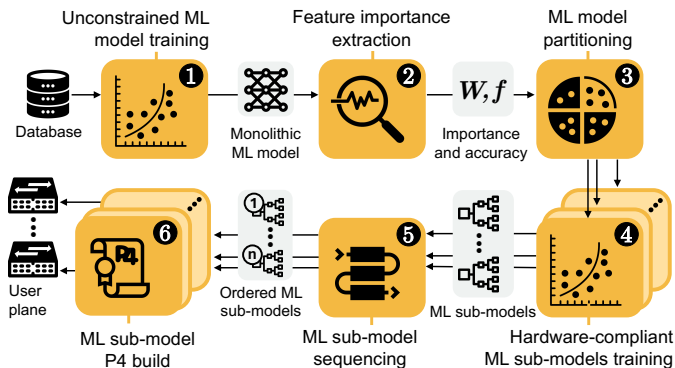 Unconstrained ML
model training
Feature importance
extraction
ML model
partitioning
1
2
3
W, f
Database
Monolithic
ML model
Importance
and accuracy
1
n
6
5
4
P4
User
plane
Ordered ML
sub-models
ML sub-models
ML sub-model
P4 build
ML sub-model
sequencing
Hardware-compliant
ML sub-models training